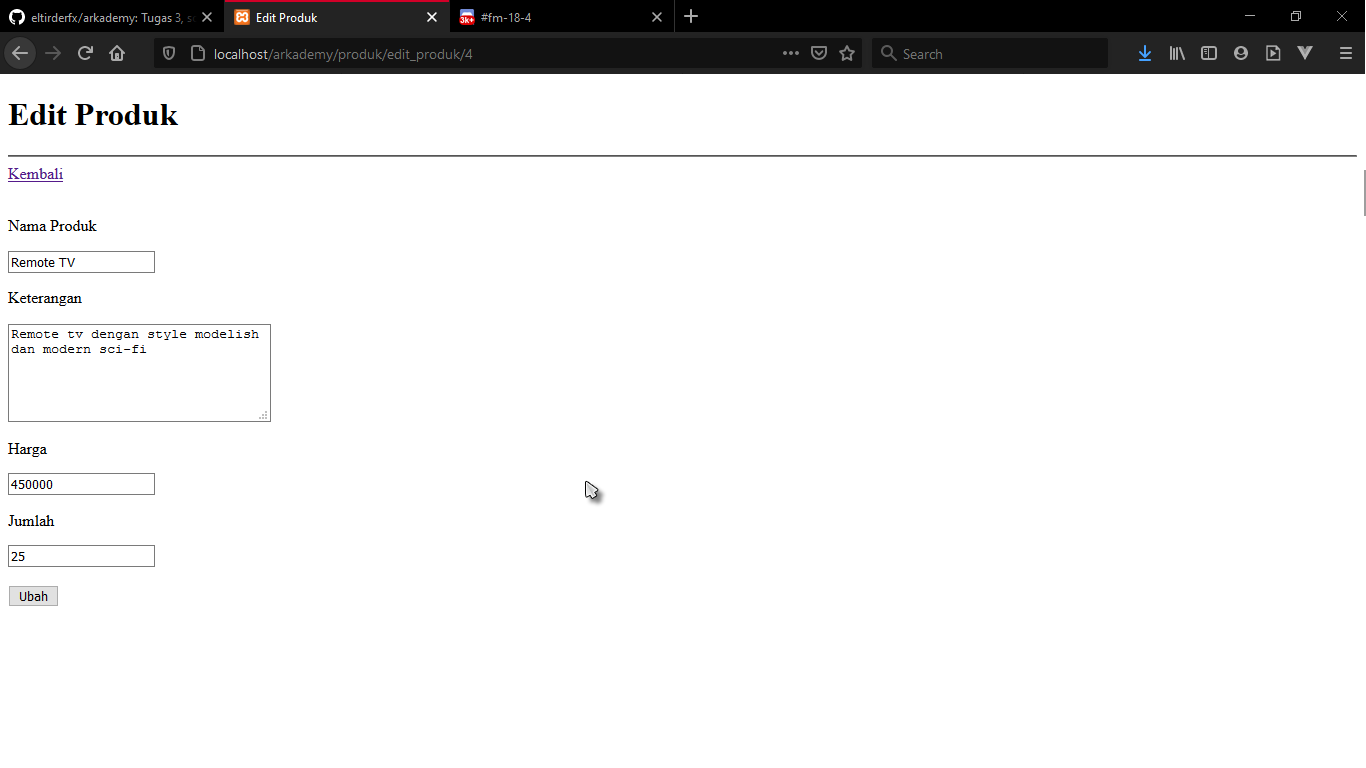 eltirderfx/arkademy: Tugas 3, s
Edit Produk
3k+
#fm-18-4
localhost/arkademy/produk/edit_produk/4
Search
Edit Produk
Kembali
Nama Produk
Remote TV
Keterangan
Remote tv dengan style modelish
dan modern sci-fi
Harga
450000
Jumlah
25
Ubah